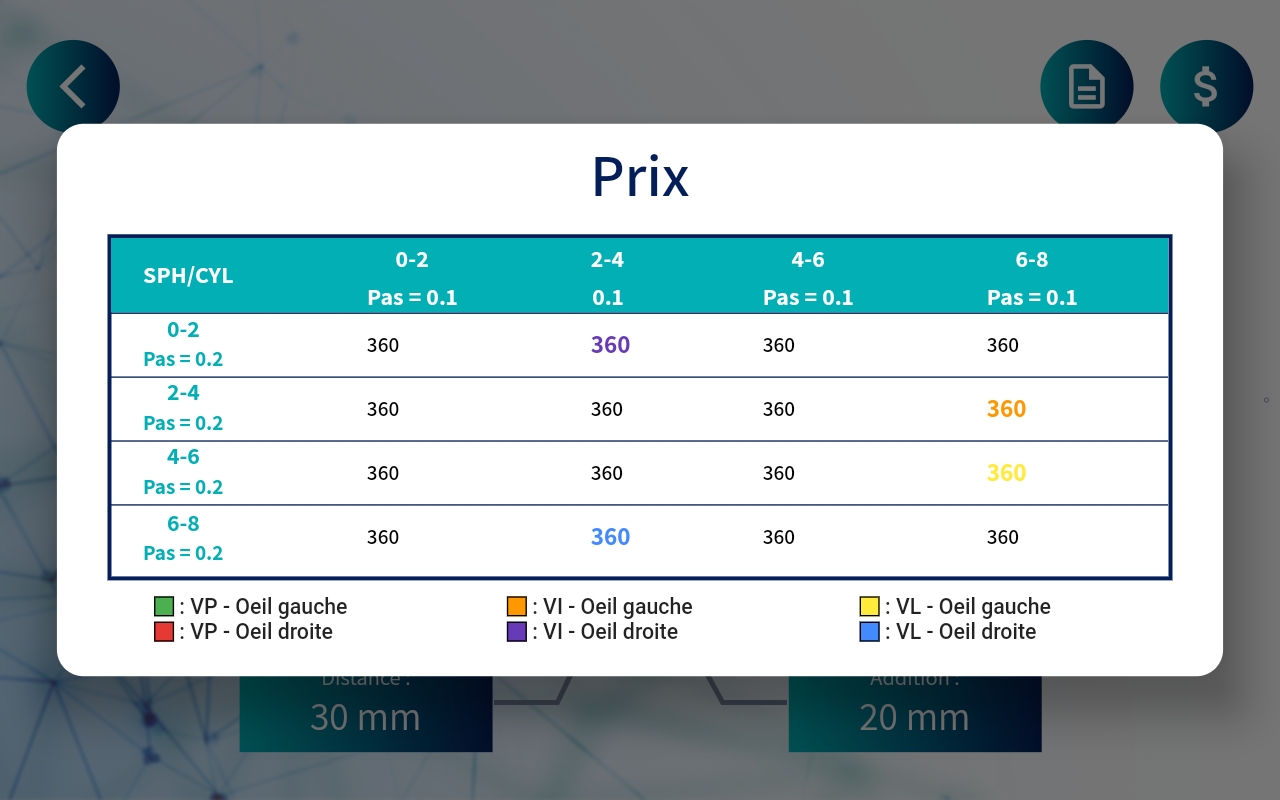 $
Prix
SPH/CYL 0-2 2-4 4-6 6-8
Pas = 0.1 0.1 Pas = 0.1 Pas = 0.1
0-2
Pas = 0.2 360 360 360 360
2-4
Pas = 0.2 360 360 360 360
4-6
Pas = 0.2 360 360 360 360
6-8
Pas = 0.2 360 360 360 360
: VP - Oeil gauche : VI - Oeil gauche : VL - Oeil gauche
: VP - Oeil droite : VI - Oeil droite : VL - Oeil droite
Distance : Addition :
30 mm 20 mm